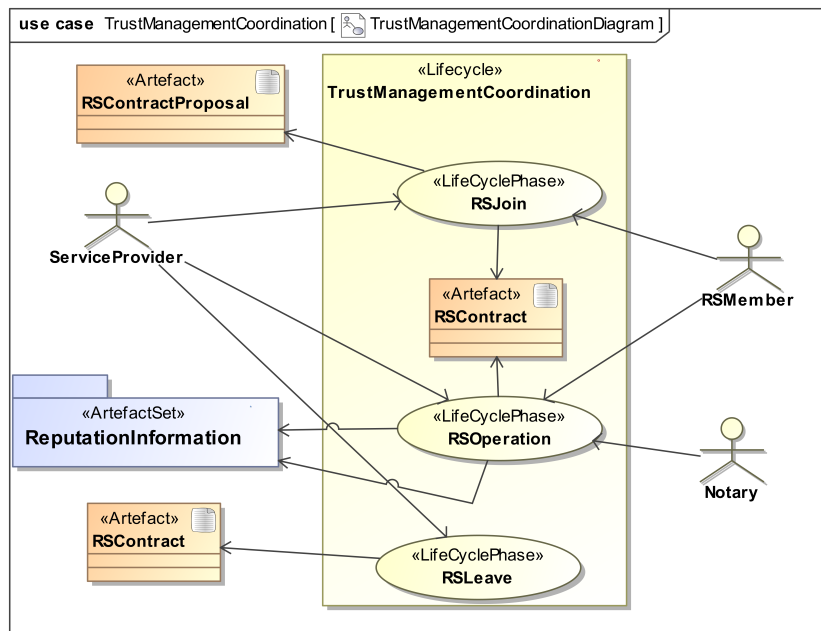 use case TrustManagementCoordination [ TrustManagementCoordinationDiagram ]
«Lifecycle»
TrustManagementCoordination
«Artefact»
RSContractProposal
«LifeCyclePhase»
RSJoin
ServiceProvider
RSMember
«Artefact»
RSContract
«ArtefactSet»
ReputationInformation
«LifeCyclePhase»
RSOperation
Notary
«Artefact»
RSContract
«LifeCyclePhase»
RSLeave